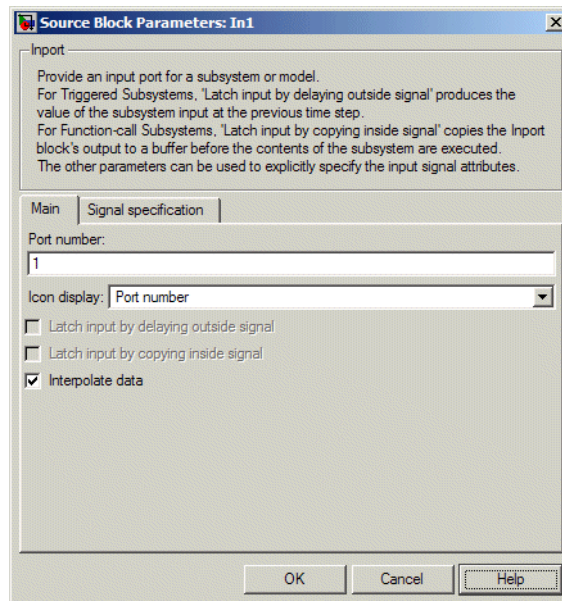 Source Block Parameters: In1
Inport
Provide an input port for a subsystem or model.
For Triggered Subsystems, 'Latch input by delaying outside signal' produces the
value of the subsystem input at the previous time step.
For Function-call Subsystems, 'Latch input by copying inside signal' copies the Inport
block's output to a buffer before the contents of the subsystem are executed.
The other parameters can be used to explicitly specify the input signal attributes.
Main Signal specification
Port number:
1
Icon display: Port number
Latch input by delaying outside signal
Latch input by copying inside signal
Interpolate data
OK Cancel Help